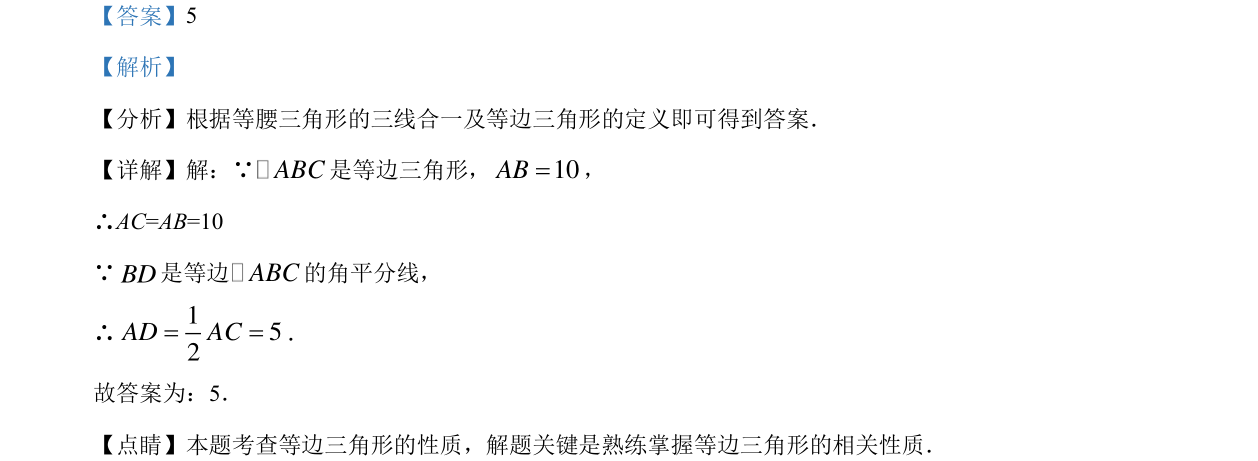 【答案】5
【解析】
【分析】根据等腰三角形的三线合一及等边三角形的定义即可得到答案．
【详解】解：∵□ABC是等边三角形，AB=10，
∴AC=AB=10
∵BD是等边□ABC的角平分线，
∴AD=\frac{1}{2}AC=5．
故答案为：5．
【点睛】本题考查等边三角形的性质，解题关键是熟练掌握等边三角形的相关性质．